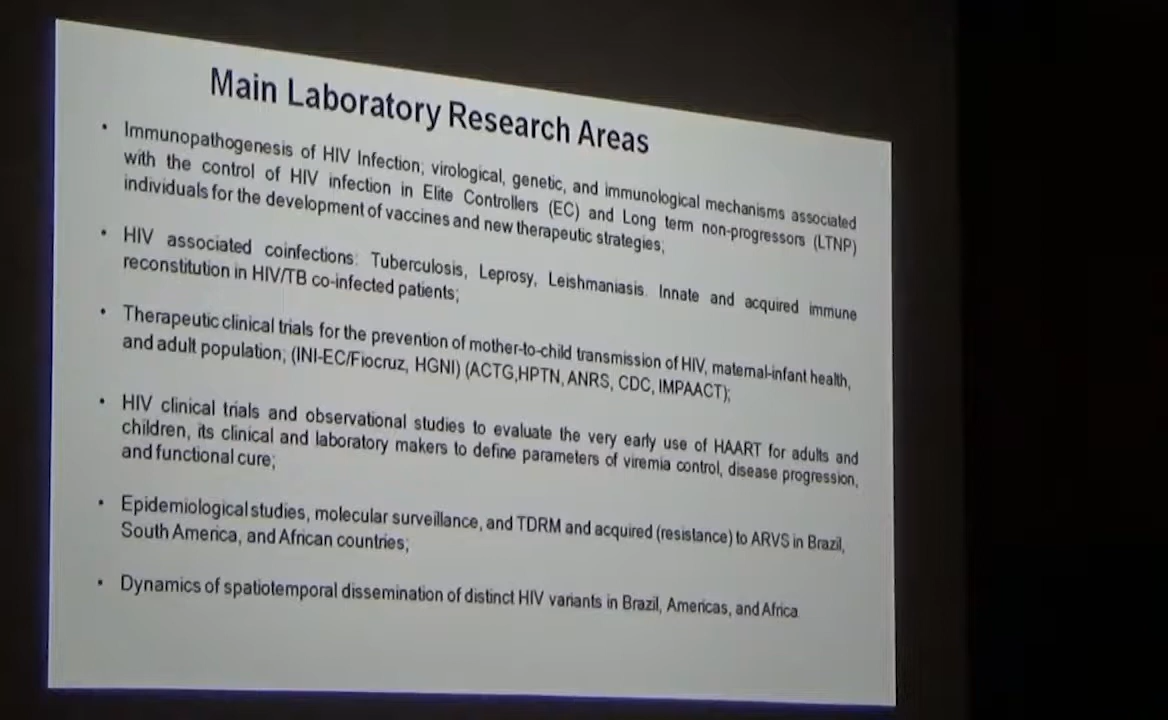 Main Laboratory Research Areas
• Immunopathogenesis of HIV Infection; virological, genetic, and immunological mechanisms associated
with the control of HIV infection in Elite Controllers (EC) and Long term non-progressors (LTNP)
individuals for the development of vaccines and new therapeutic strategies;
• HIV associated coinfections: Tuberculosis, Leprosy, Leishmaniasis. Innate and acquired immune
reconstitution in HIV/TB co-infected patients;
• Therapeutic clinical trials for the prevention of mother-to-child transmission of HIV, maternal-infant health,
and adult population; (INI-EC/Fiocruz, HGNI) (ACTG,HPTN, ANRS, CDC, IMPAACT);
• HIV clinical trials and observational studies to evaluate the very early use of HAART for adults and
children, its clinical and laboratory makers to define parameters of viremia control, disease progression,
and functional cure;
• Epidemiological studies, molecular surveillance, and TDRM and acquired (resistance) to ARVS in Brazil,
South America, and African countries;
• Dynamics of spatiotemporal dissemination of distinct HIV variants in Brazil, Americas, and Africa.